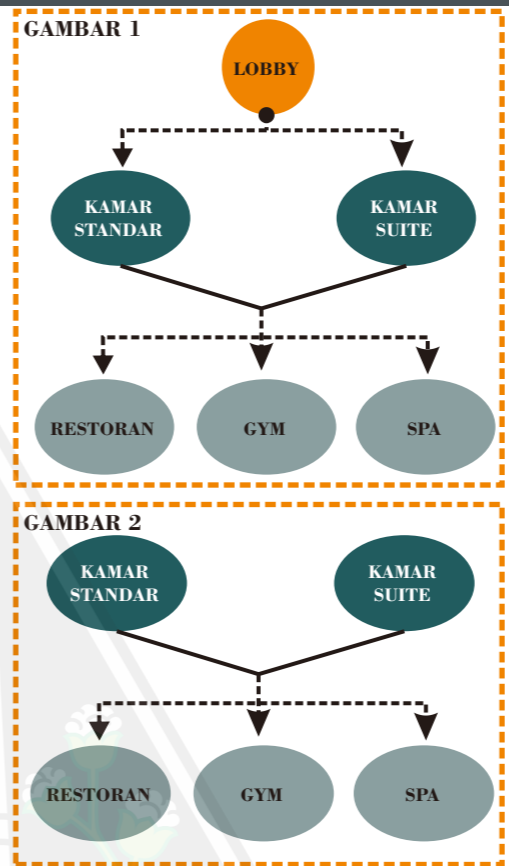 GAMBAR 1
LOBBY
KAMAR
STANDAR
KAMAR
SUITE
RESTORAN
GYM
SPA
GAMBAR 2
KAMAR
STANDAR
KAMAR
SUITE
RESTORAN
GYM
SPA